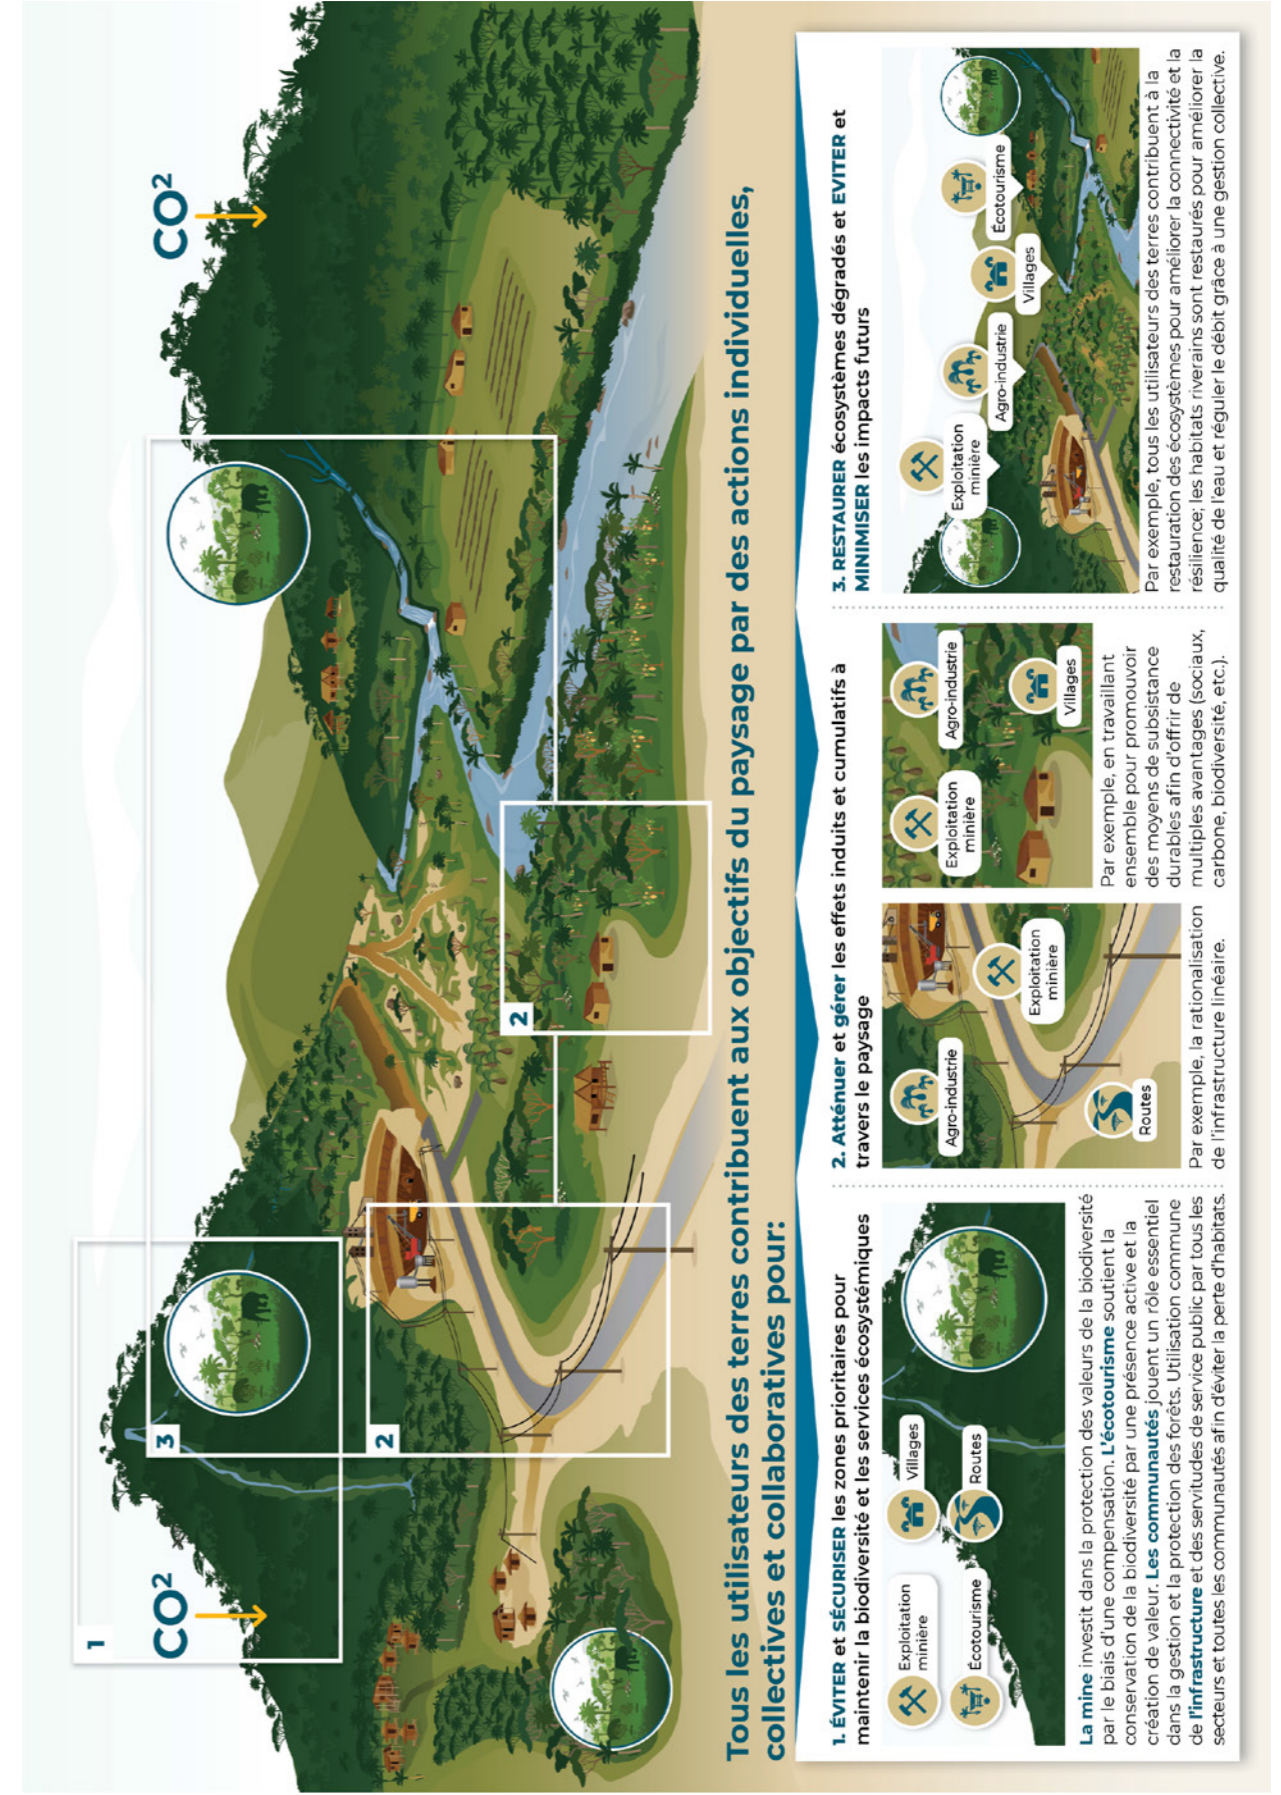 CO²
CO²
1
3
2
2
Tous les utilisateurs des terres contribuent aux objectifs du paysage par des actions individuelles,
collectives et collaboratives pour:
1. ÉVITER et SÉCURISER les zones prioritaires pour
maintenir la biodiversité et les services écosystémiques
Exploitation
minière
Villages
Écotourisme
Routes
La mine investit dans la protection des valeurs de la biodiversité
par le biais d'une compensation. L'écotourisme soutient la
conservation de la biodiversité par une présence active et la
création de valeur. Les communautés jouent un rôle essentiel
dans la gestion et la protection des forêts. Utilisation commune
de l'infrastructure et des servitudes de service public par tous les
secteurs et toutes les communautés afin d'éviter la perte d'habitats.
2. Atténuer et gérer les effets induits et cumulatifs à
travers le paysage
Agro-industrie
Exploitation
minière
Routes
Par exemple, la rationalisation
de l'infrastructure linéaire.
Exploitation
minière
Agro-industrie
Villages
Par exemple, en travaillant
ensemble pour promouvoir
des moyens de subsistance
durables afin d'offrir de
multiples avantages (sociaux,
carbone, biodiversité, etc.).
3. RESTAURER écosystèmes dégradés et EVITER et
MINIMISER les impacts futurs
Exploitation
minière
Agro-industrie
Villages
Écotourisme
Par exemple, tous les utilisateurs des terres contribuent à la
restauration des écosystèmes pour améliorer la connectivité et la
résilience; les habitats riverains sont restaurés pour améliorer la
qualité de l'eau et réguler le débit grâce à une gestion collective.